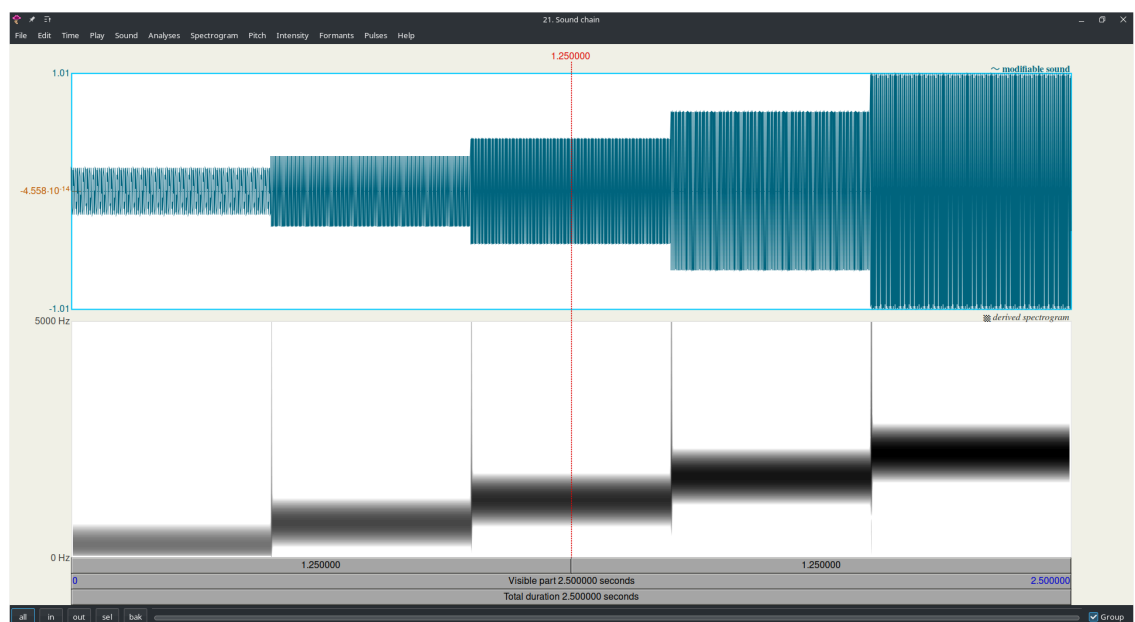 21. Sound chain
File Edit Time Play Sound Analyses Spectrogram Pitch Intensity Formants Pulses Help
1.250000
1.01
~ modifiable sound
-4.558·10⁻¹⁴
-1.01
5000 Hz
derived spectrogram
0 Hz
1.250000 1.250000
0 Visible part 2.500000 seconds 2.500000
Total duration 2.500000 seconds
all in out sel bak Group